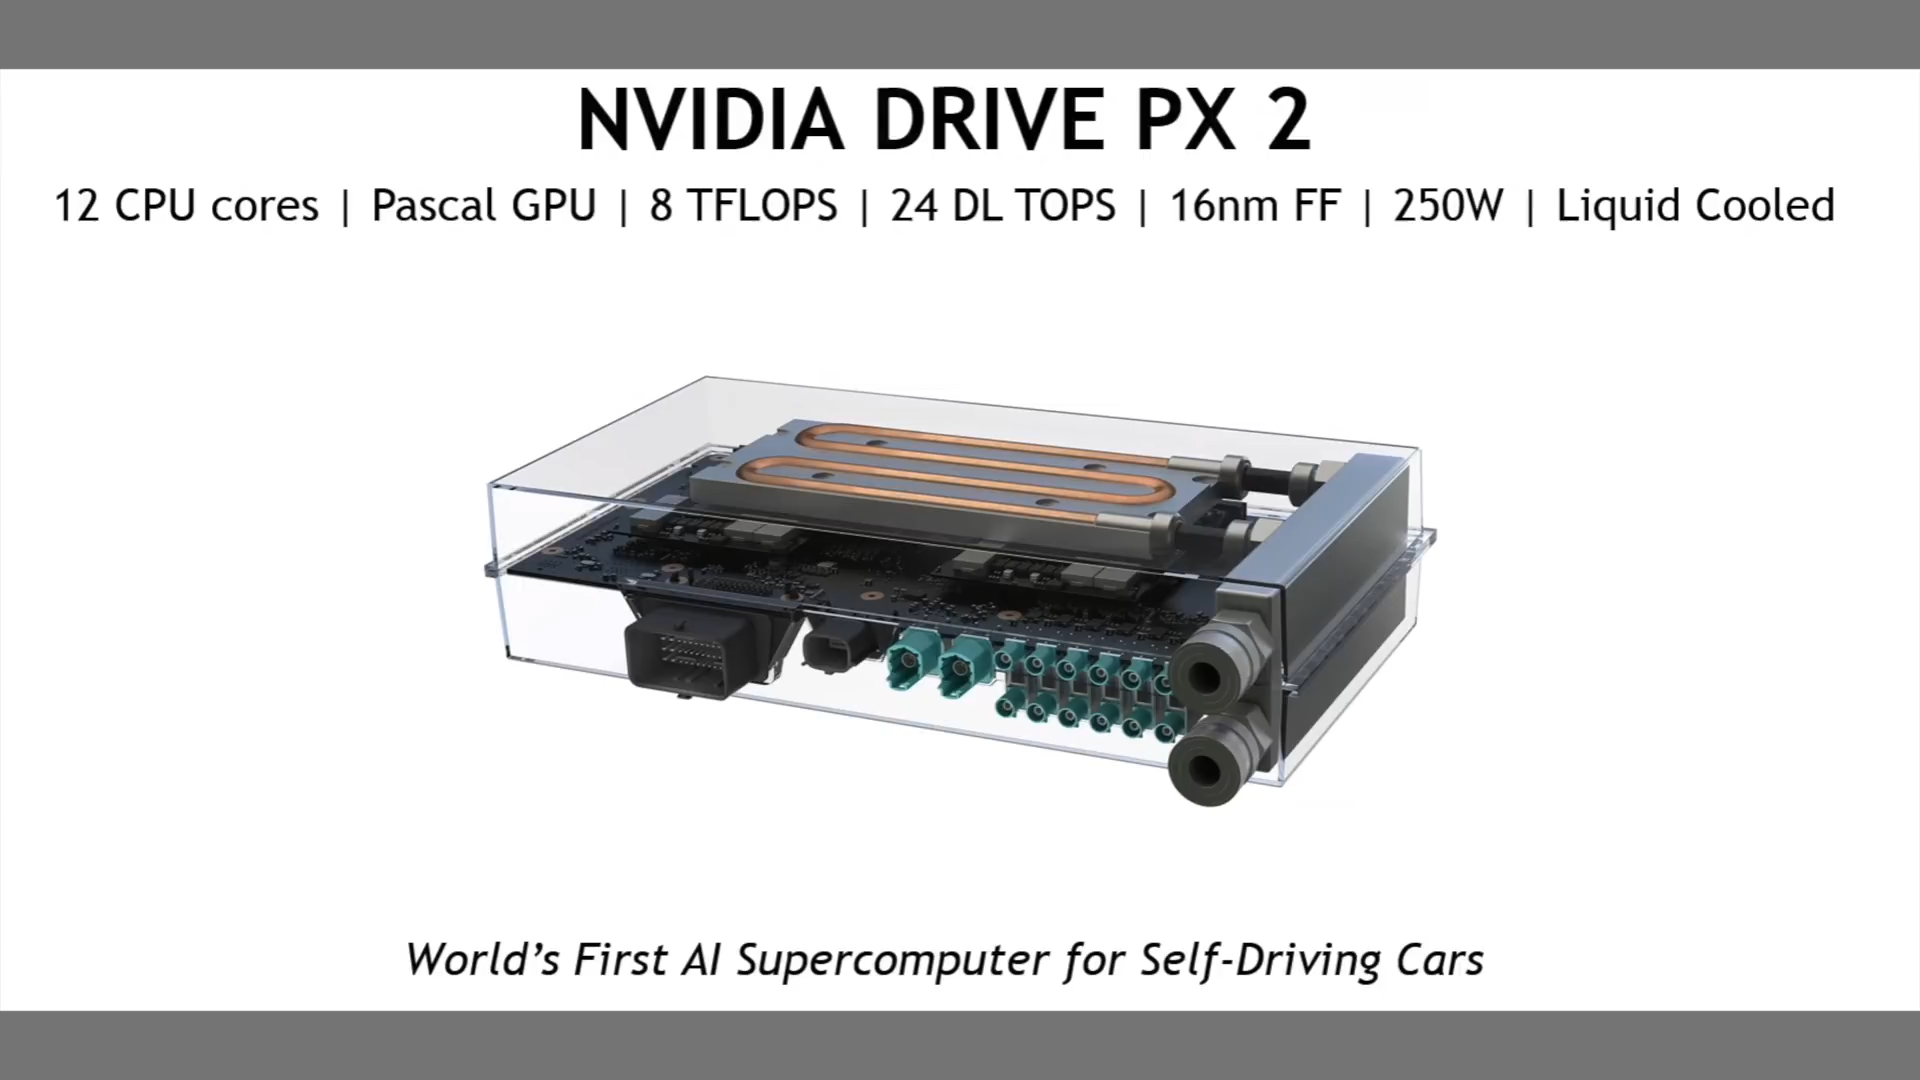 NVIDIA DRIVE PX 2
12 CPU cores | Pascal GPU | 8 TFLOPS | 24 DL TOPS | 16nm FF | 250W | Liquid Cooled
World’s First AI Supercomputer for Self-Driving Cars